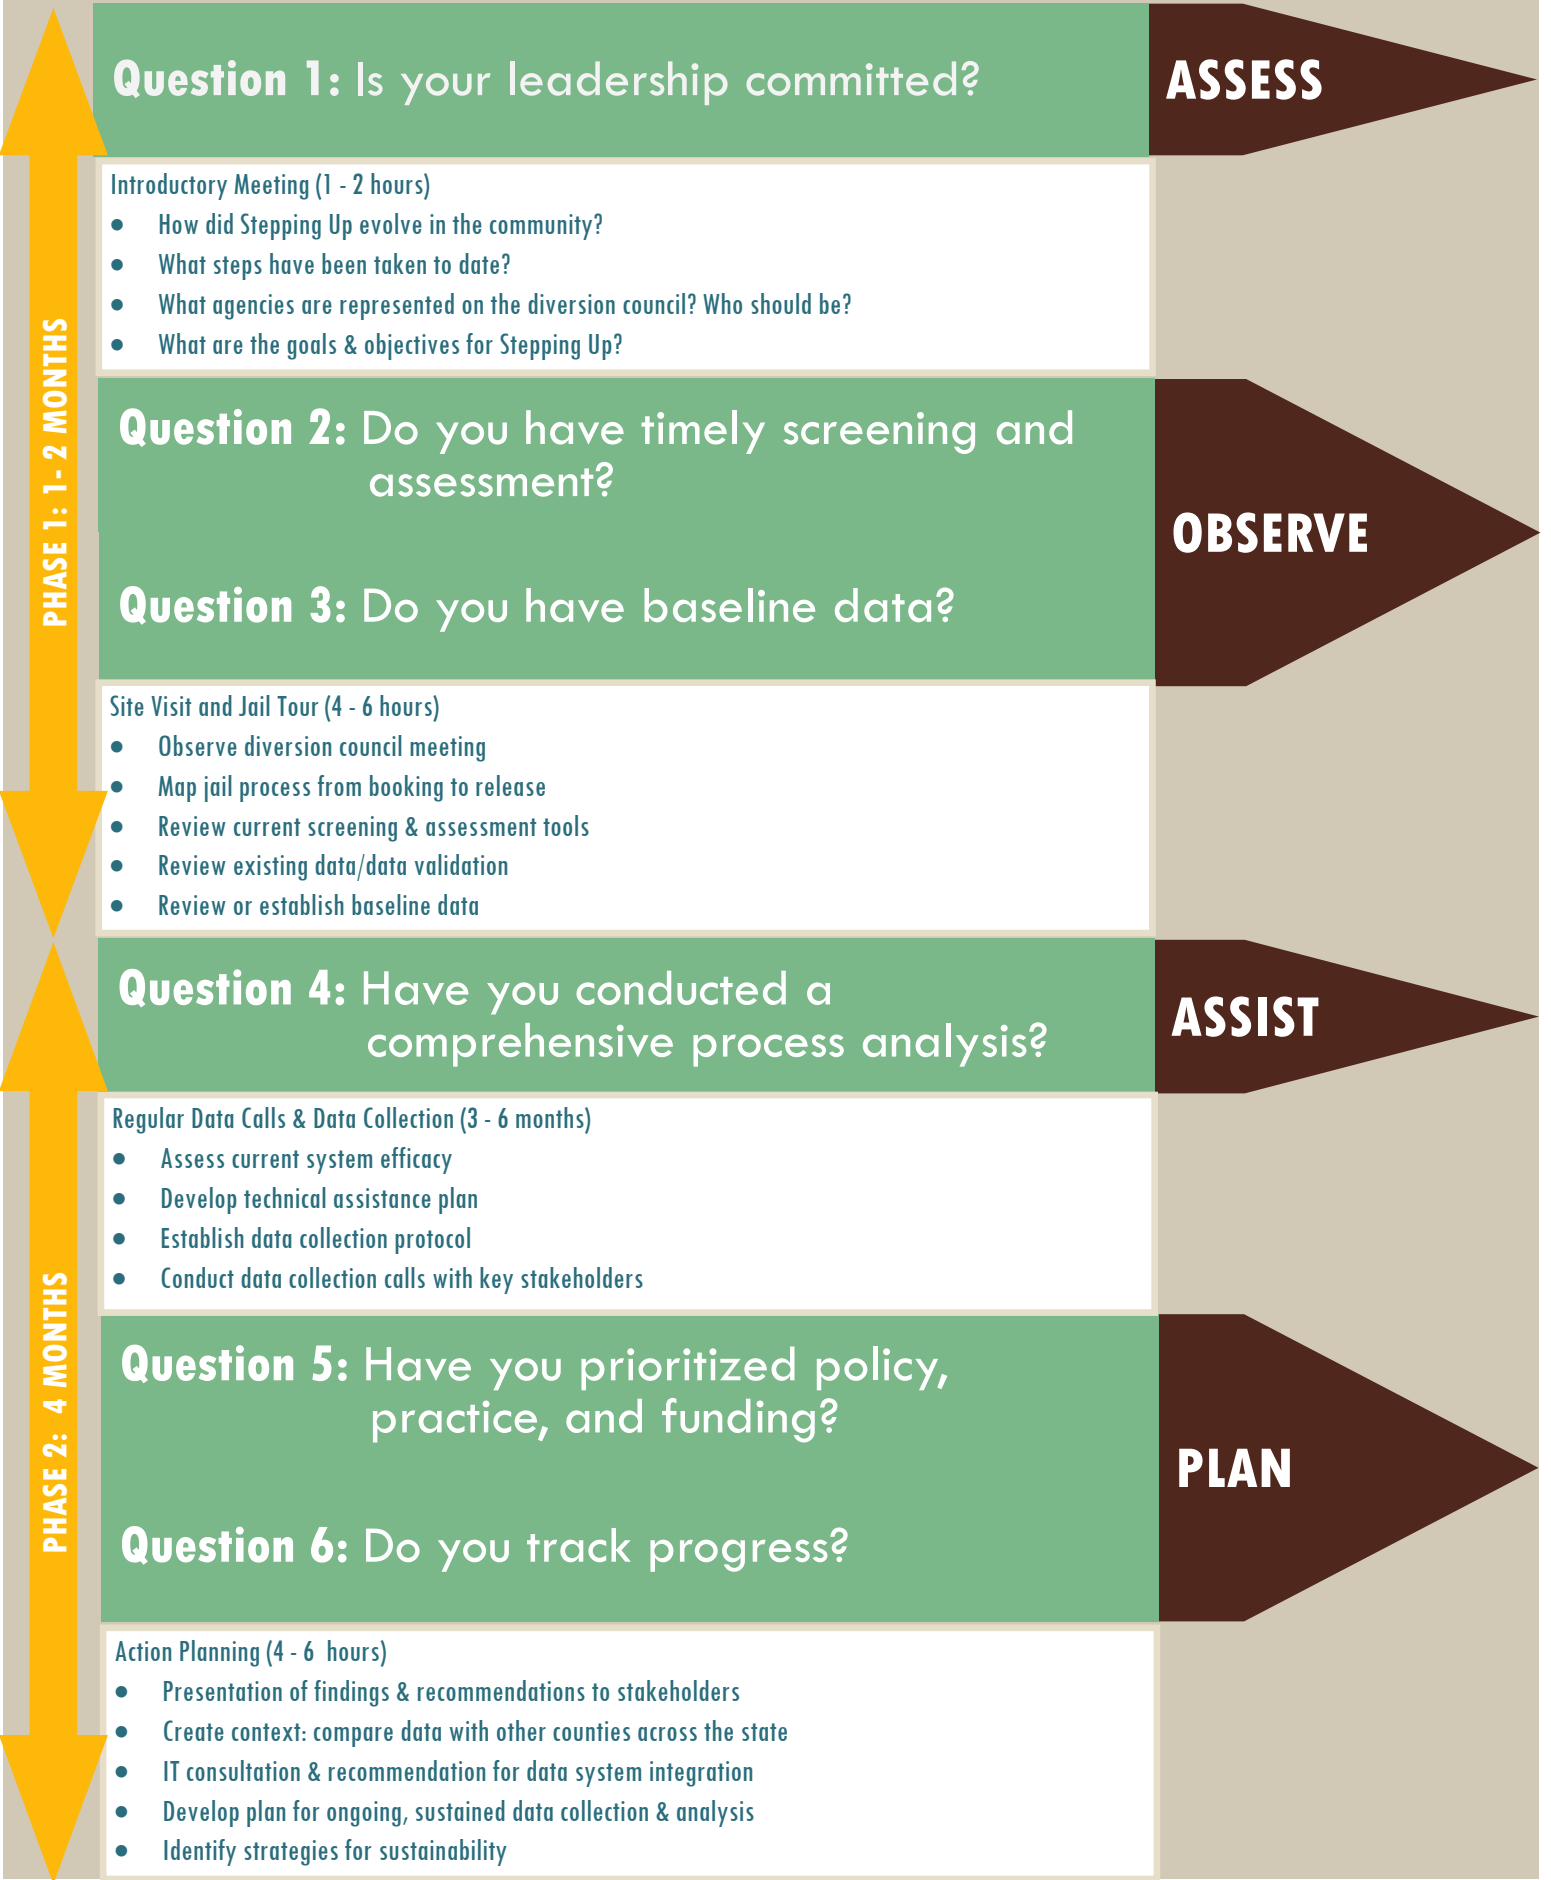 Question 1: Is your leadership committed?
ASSESS
Introductory Meeting (1 - 2 hours)
● How did Stepping Up evolve in the community?
● What steps have been taken to date?
● What agencies are represented on the diversion council? Who should be?
● What are the goals & objectives for Stepping Up?
PHASE 1: 1- 2 MONTHS
Question 2: Do you have timely screening and
assessment?
OBSERVE
Question 3: Do you have baseline data?
Site Visit and Jail Tour (4 - 6 hours)
● Observe diversion council meeting
● Map jail process from booking to release
● Review current screening & assessment tools
● Review existing data/data validation
● Review or establish baseline data
Question 4: Have you conducted a
comprehensive process analysis?
ASSIST
Regular Data Calls & Data Collection (3 - 6 months)
● Assess current system efficacy
● Develop technical assistance plan
● Establish data collection protocol
● Conduct data collection calls with key stakeholders
PHASE 2: 4 MONTHS
Question 5: Have you prioritized policy,
practice, and funding?
PLAN
Question 6: Do you track progress?
Action Planning (4 - 6 hours)
● Presentation of findings & recommendations to stakeholders
● Create context: compare data with other counties across the state
● IT consultation & recommendation for data system integration
● Develop plan for ongoing, sustained data collection & analysis
● Identify strategies for sustainability